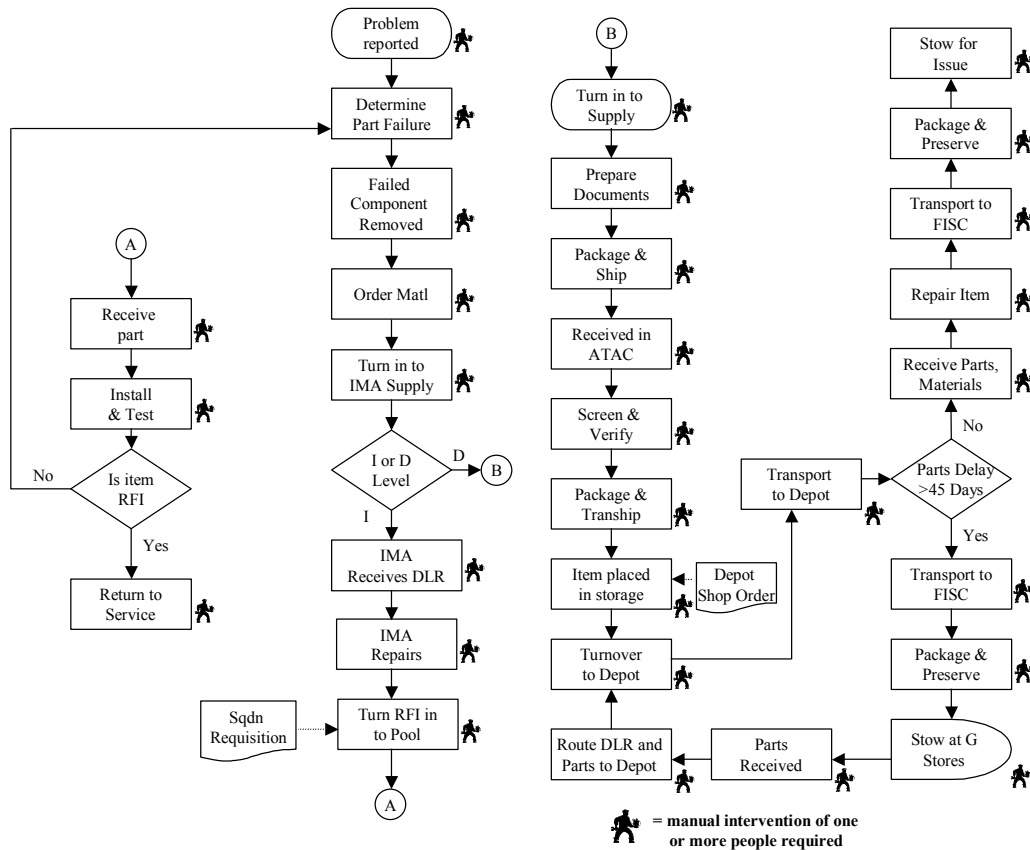 Problem
reported
Determine
Part Failure
Failed
Component
Removed
Order Matl
Turn in to
IMA Supply
I or D
Level
D
B
I
IMA
Receives DLR
IMA
Repairs
Sqdn
Requisition
Turn RFI in
to Pool
A
A
Receive
part
Install
& Test
Is item
RFI
No
Yes
Return to
Service
B
Turn in to
Supply
Prepare
Documents
Package &
Ship
Received in
ATAC
Screen &
Verify
Package &
Tranship
Item placed
in storage
Depot
Shop Order
Turnover
to Depot
Route DLR and
Parts to Depot
Parts
Received
Transport
to Depot
Stow for
Issue
Package &
Preserve
Transport to
FISC
Repair Item
Receive Parts,
Materials
No
Parts Delay
>45 Days
Yes
Transport to
FISC
Package &
Preserve
Stow at G
Stores
= manual intervention of one
or more people required